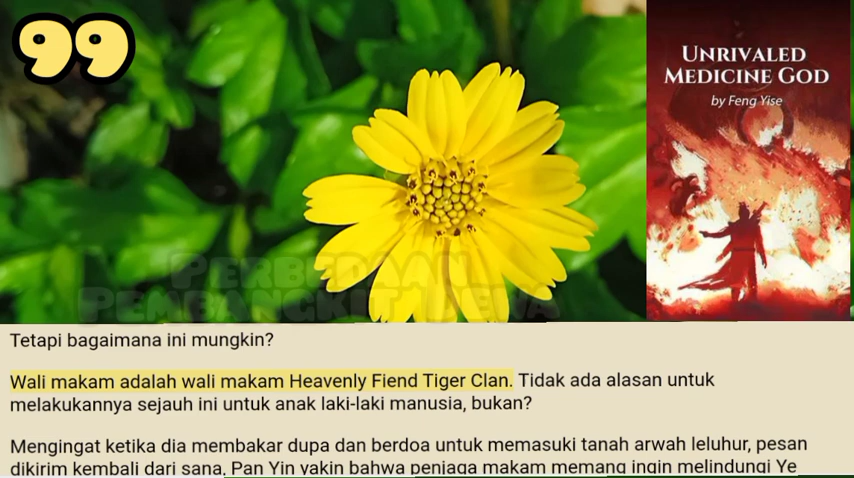 99
UNRIVALED
MEDICINE GOD
by Feng Yise
PERBEDAAN
PEMBANGKIT DEWA
Tetapi bagaimana ini mungkin?
Wali makam adalah wali makam Heavenly Fiend Tiger Clan. Tidak ada alasan untuk
melakukannya sejauh ini untuk anak laki-laki manusia, bukan?
Mengingat ketika dia membakar dupa dan berdoa untuk memasuki tanah arwah leluhur, pesan
dikirim kembali dari sana, Pan Yin yakin bahwa penjaga makam memang ingin melindungi Ye